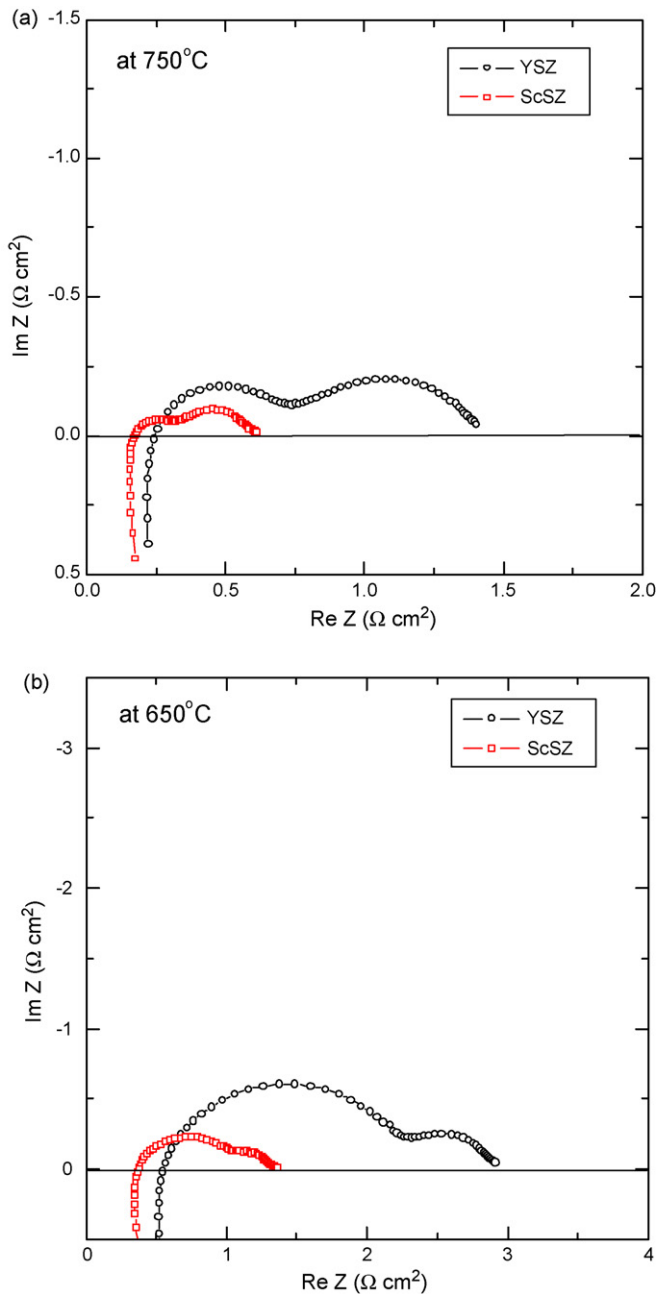 (a)
at 750°C
YSZ
ScSZ
-1.5
-1.0
-0.5
0.0
0.5
Im Z (Ω cm²)
0.0 0.5 1.0 1.5 2.0
Re Z (Ω cm²)
(b)
at 650°C
YSZ
ScSZ
-3
-2
-1
0
Im Z (Ω cm²)
0 1 2 3 4
Re Z (Ω cm²)